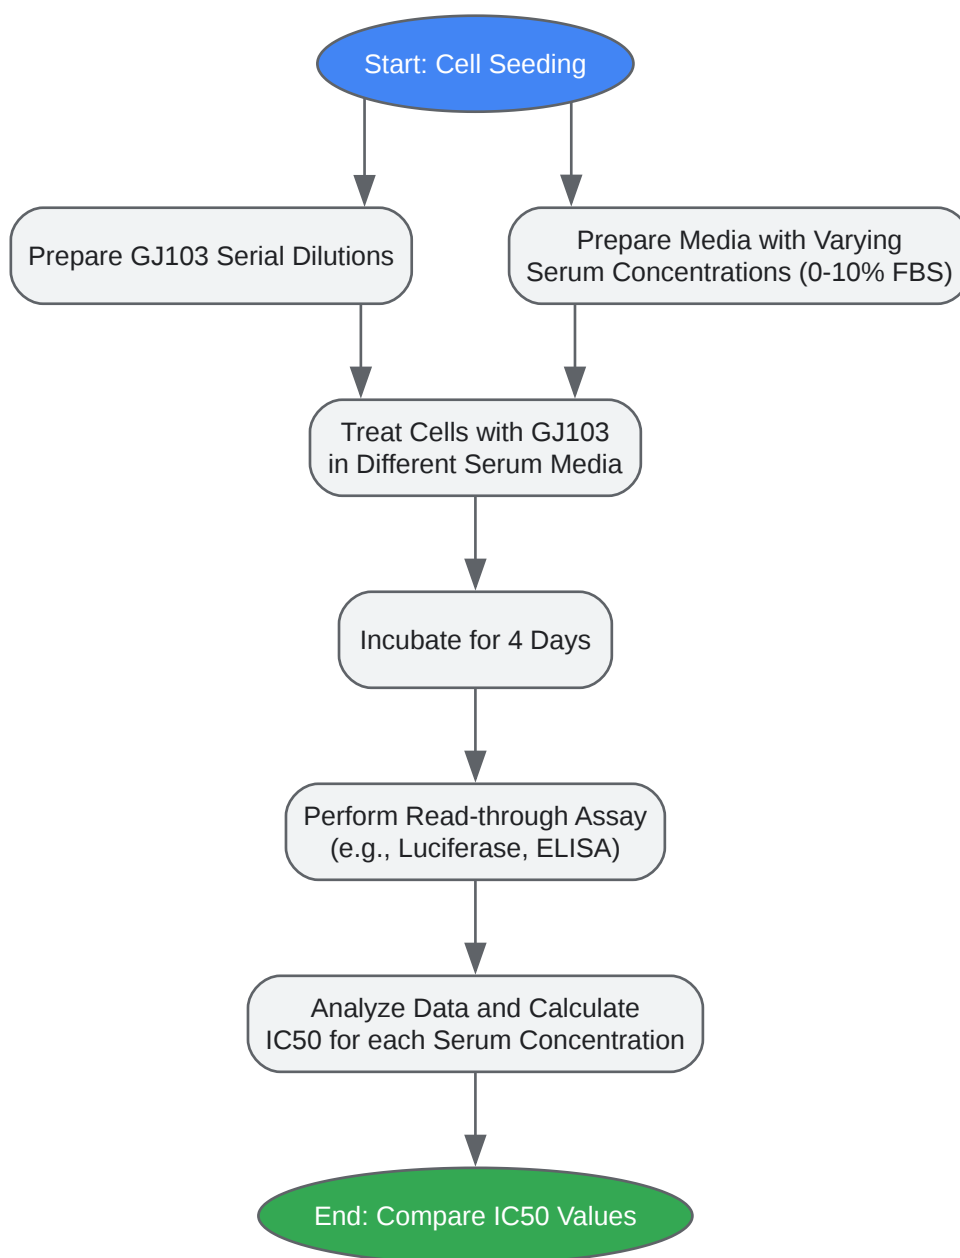 Start: Cell Seeding
Prepare GJ103 Serial Dilutions
Prepare Media with Varying
Serum Concentrations (0-10% FBS)
Treat Cells with GJ103
in Different Serum Media
Incubate for 4 Days
Perform Read-through Assay
(e.g., Luciferase, ELISA)
Analyze Data and Calculate
IC50 for each Serum Concentration
End: Compare IC50 Values